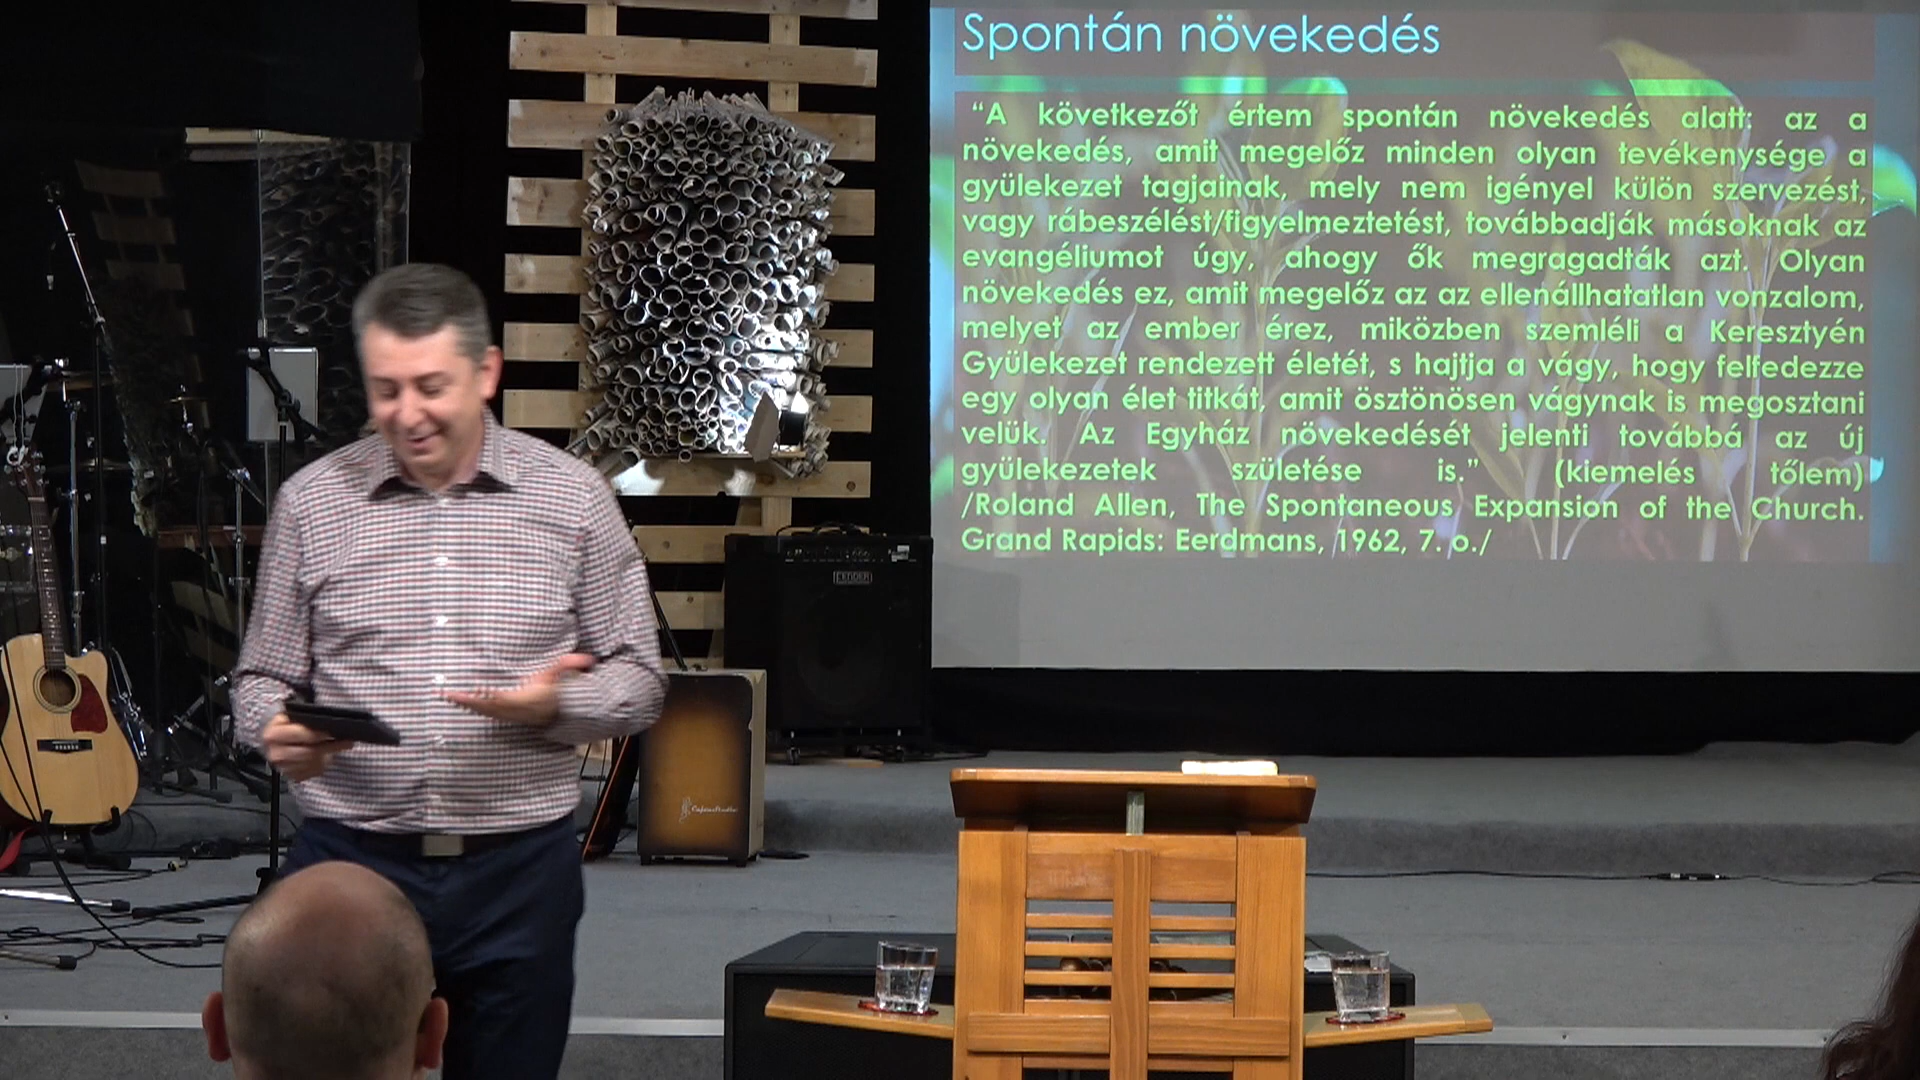 Spontán növekedés
“A következőt értem spontán növekedés alatt: az a
növekedés, amit megelőz minden olyan tevékenysége a
gyülekezet tagjainak, mely nem igényel külön szervezést,
vagy rábeszélést/figyelmeztetést, továbbadják másoknak az
evangéliumot úgy, ahogy ők megragadták azt. Olyan
növekedés ez, amit megelőz az az ellenállhatatlan vonzalom,
melyet az ember érez, miközben szemléli a Keresztyén
Gyülekezet rendezett életét, s hajtja a vágy, hogy felfedezze
egy olyan élet titkát, amit ösztönösen vágynak is megosztani
velük. Az Egyház növekedését jelenti továbbá az új
gyülekezetek születése is.” (kiemelés tőlem)
/Roland Allen, The Spontaneous Expansion of the Church.
Grand Rapids: Eerdmans, 1962, 7. o./